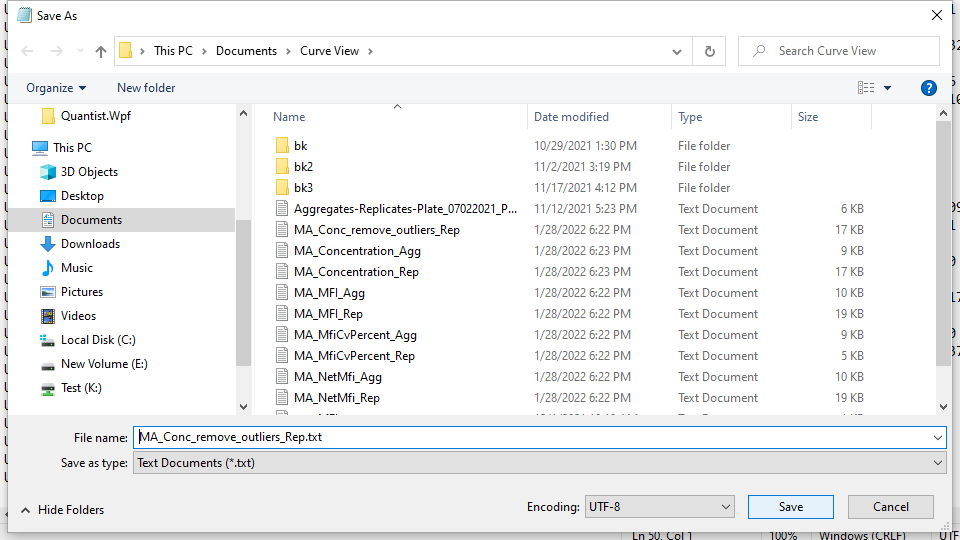 Save As
This PC > Documents > Curve View >
Search Curve View
Organize
New folder
?
Quantist.Wpf
This PC
3D Objects
Desktop
Documents
Downloads
Music
Pictures
Videos
Local Disk (C:)
New Volume (E:)
Test (K:)
Name Date modified Type Size
bk 10/29/2021 1:30 PM File folder
bk2 11/2/2021 3:19 PM File folder
bk3 11/17/2021 4:12 PM File folder
Aggregates-Replicates-Plate_07022021_P... 11/12/2021 5:23 PM Text Document 6 KB
MA_Conc_remove_outliers_Rep 1/28/2022 6:22 PM Text Document 17 KB
MA_Concentration_Agg 1/28/2022 6:23 PM Text Document 9 KB
MA_Concentration_Rep 1/28/2022 6:23 PM Text Document 17 KB
MA_MFI_Agg 1/28/2022 6:22 PM Text Document 10 KB
MA_MFI_Rep 1/28/2022 6:22 PM Text Document 19 KB
MA_MfiCvPercent_Agg 1/28/2022 6:22 PM Text Document 9 KB
MA_MfiCvPercent_Rep 1/28/2022 6:22 PM Text Document 5 KB
MA_NetMfi_Agg 1/28/2022 6:22 PM Text Document 10 KB
MA_NetMfi_Rep 1/28/2022 6:22 PM Text Document 19 KB
File name: MA_Conc_remove_outliers_Rep.txt
Save as type: Text Documents (*.txt)
Hide Folders
Encoding: UTF-8
Save
Cancel
Ln 50, Col 1 100% Windows (CRLF) UTF